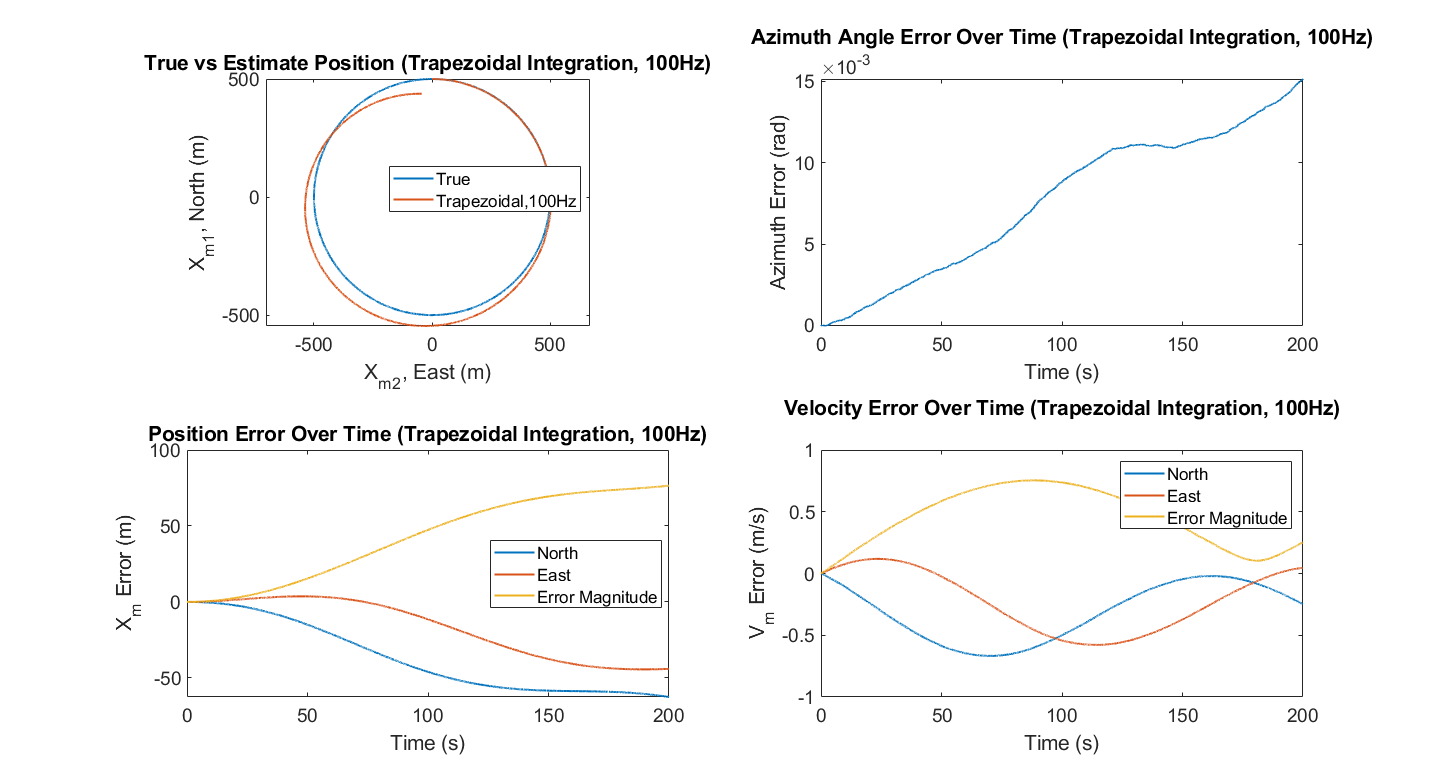 True vs Estimate Position (Trapezoidal Integration, 100Hz)
500
0
-500
-500
0
500
X_m1, North (m)
X_m2, East (m)
True
Trapezoidal,100Hz
Azimuth Angle Error Over Time (Trapezoidal Integration, 100Hz)
×10^-3
15
10
5
0
0
50
100
150
200
Azimuth Error (rad)
Time (s)
Position Error Over Time (Trapezoidal Integration, 100Hz)
100
50
0
-50
0
50
100
150
200
X_m Error (m)
Time (s)
North
East
Error Magnitude
Velocity Error Over Time (Trapezoidal Integration, 100Hz)
1
0.5
0
-0.5
-1
0
50
100
150
200
V_m Error (m/s)
Time (s)
North
East
Error Magnitude